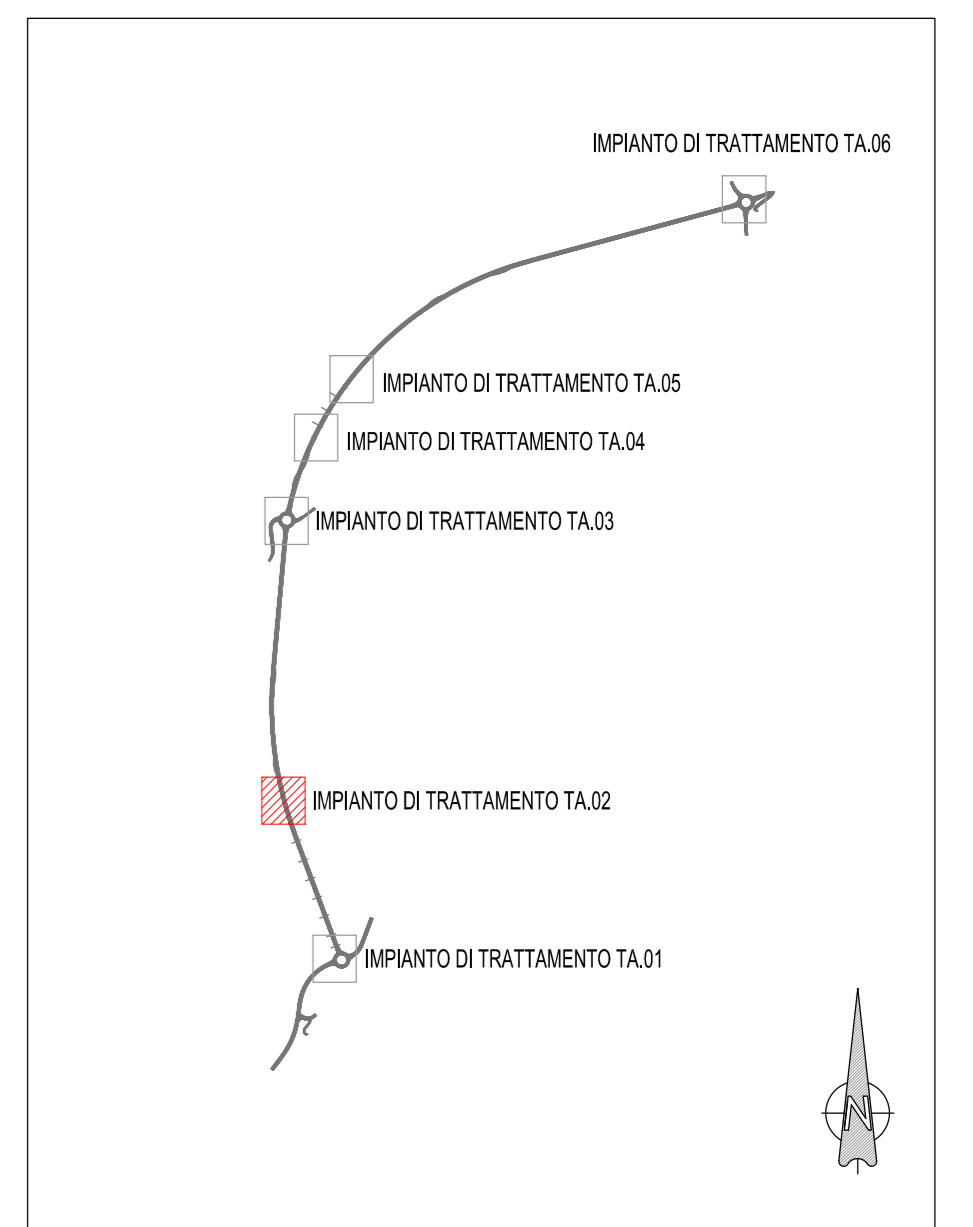 IMPIANTO DI TRATTAMENTO TA.06
IMPIANTO DI TRATTAMENTO TA.05
IMPIANTO DI TRATTAMENTO TA.04
IMPIANTO DI TRATTAMENTO TA.03
IMPIANTO DI TRATTAMENTO TA.02
IMPIANTO DI TRATTAMENTO TA.01
N